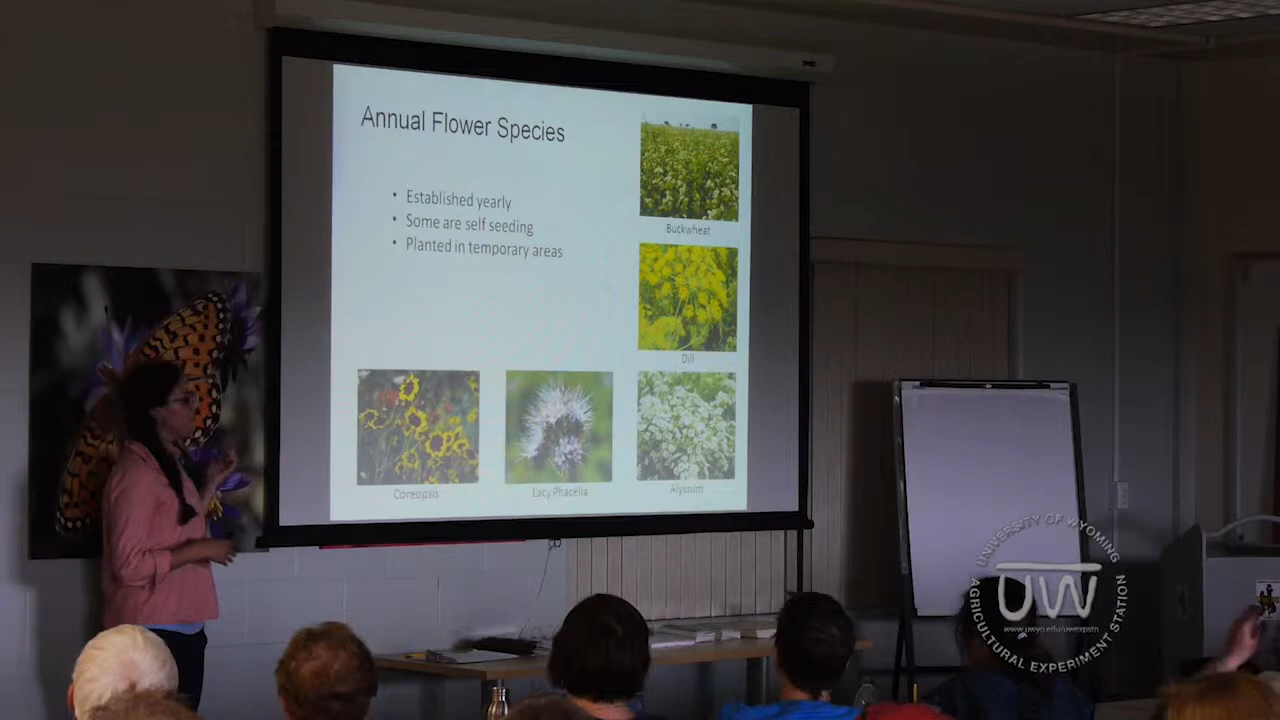 Annual Flower Species
• Established yearly
• Some are self seeding
• Planted in temporary areas
Buckwheat
Dill
Coreopsis
Lacy Phacelia
Alyssum
UNIVERSITY OF WYOMING
UW
www.uwyo.edu/uwexpstn
AGRICULTURAL EXPERIMENT STATION